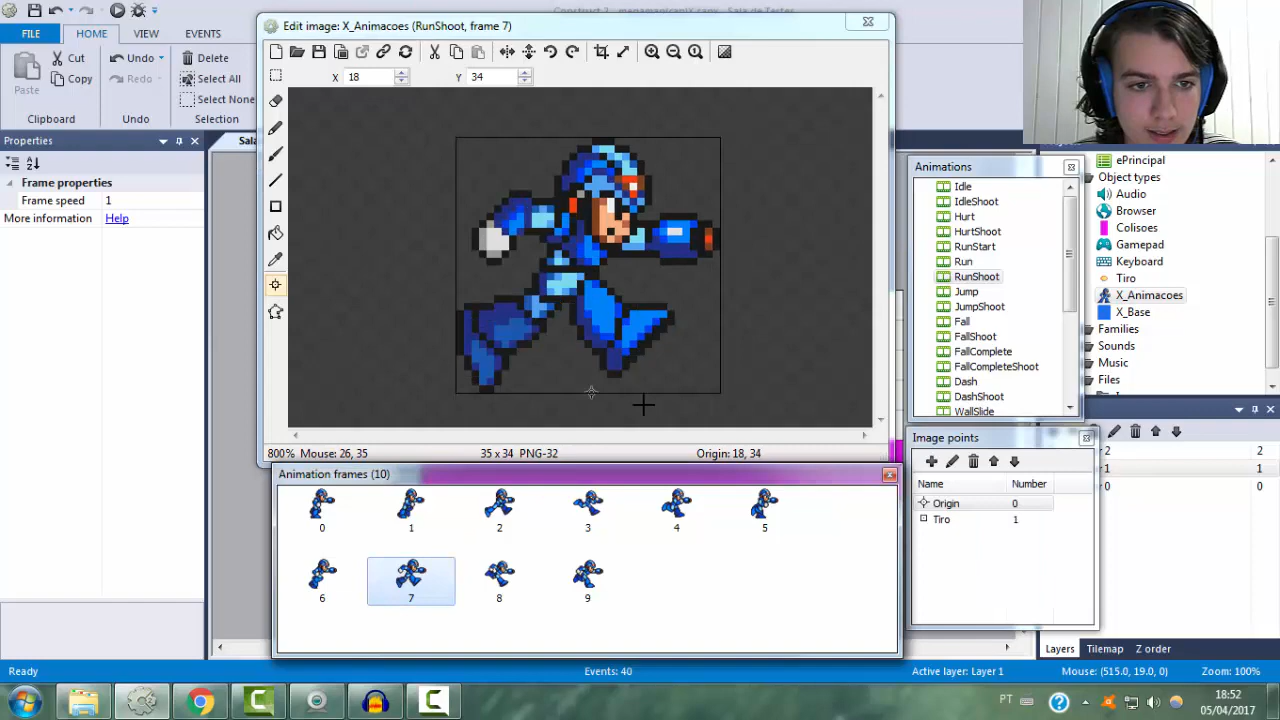 Construct 2
Edit image: X_Animacoes (RunShoot, frame 7)
FILE
HOME
VIEW
EVENTS
Paste
Cut
Copy
Clipboard
Undo
Redo
Undo
Delete
Select All
Select None
Selection
X 18
Y 34
Properties
Frame properties
Frame speed 1
More information Help
800% Mouse: 26, 35
35 x 34 PNG-32
Origin: 18, 34
Animation frames (10)
0 1 2 3 4 5
6 7 8 9
Animations
Idle
IdleShoot
Hurt
HurtShoot
RunStart
Run
RunShoot
Jump
JumpShoot
Fall
FallShoot
FallComplete
FallCompleteShoot
Dash
DashShoot
WallSlide
Image points
Name Number
Origin 0
Tiro 1
ePrincipal
Object types
Audio
Browser
Colisoes
Gamepad
Keyboard
Tiro
X_Animacoes
X_Base
Families
Sounds
Music
Files
2 2
1 1
0 0
Layers Tilemap Z order
Ready
Events: 40
Active layer: Layer 1
Mouse: (515.0, 19.0, 0)
Zoom: 100%
PT
18:52
05/04/2017